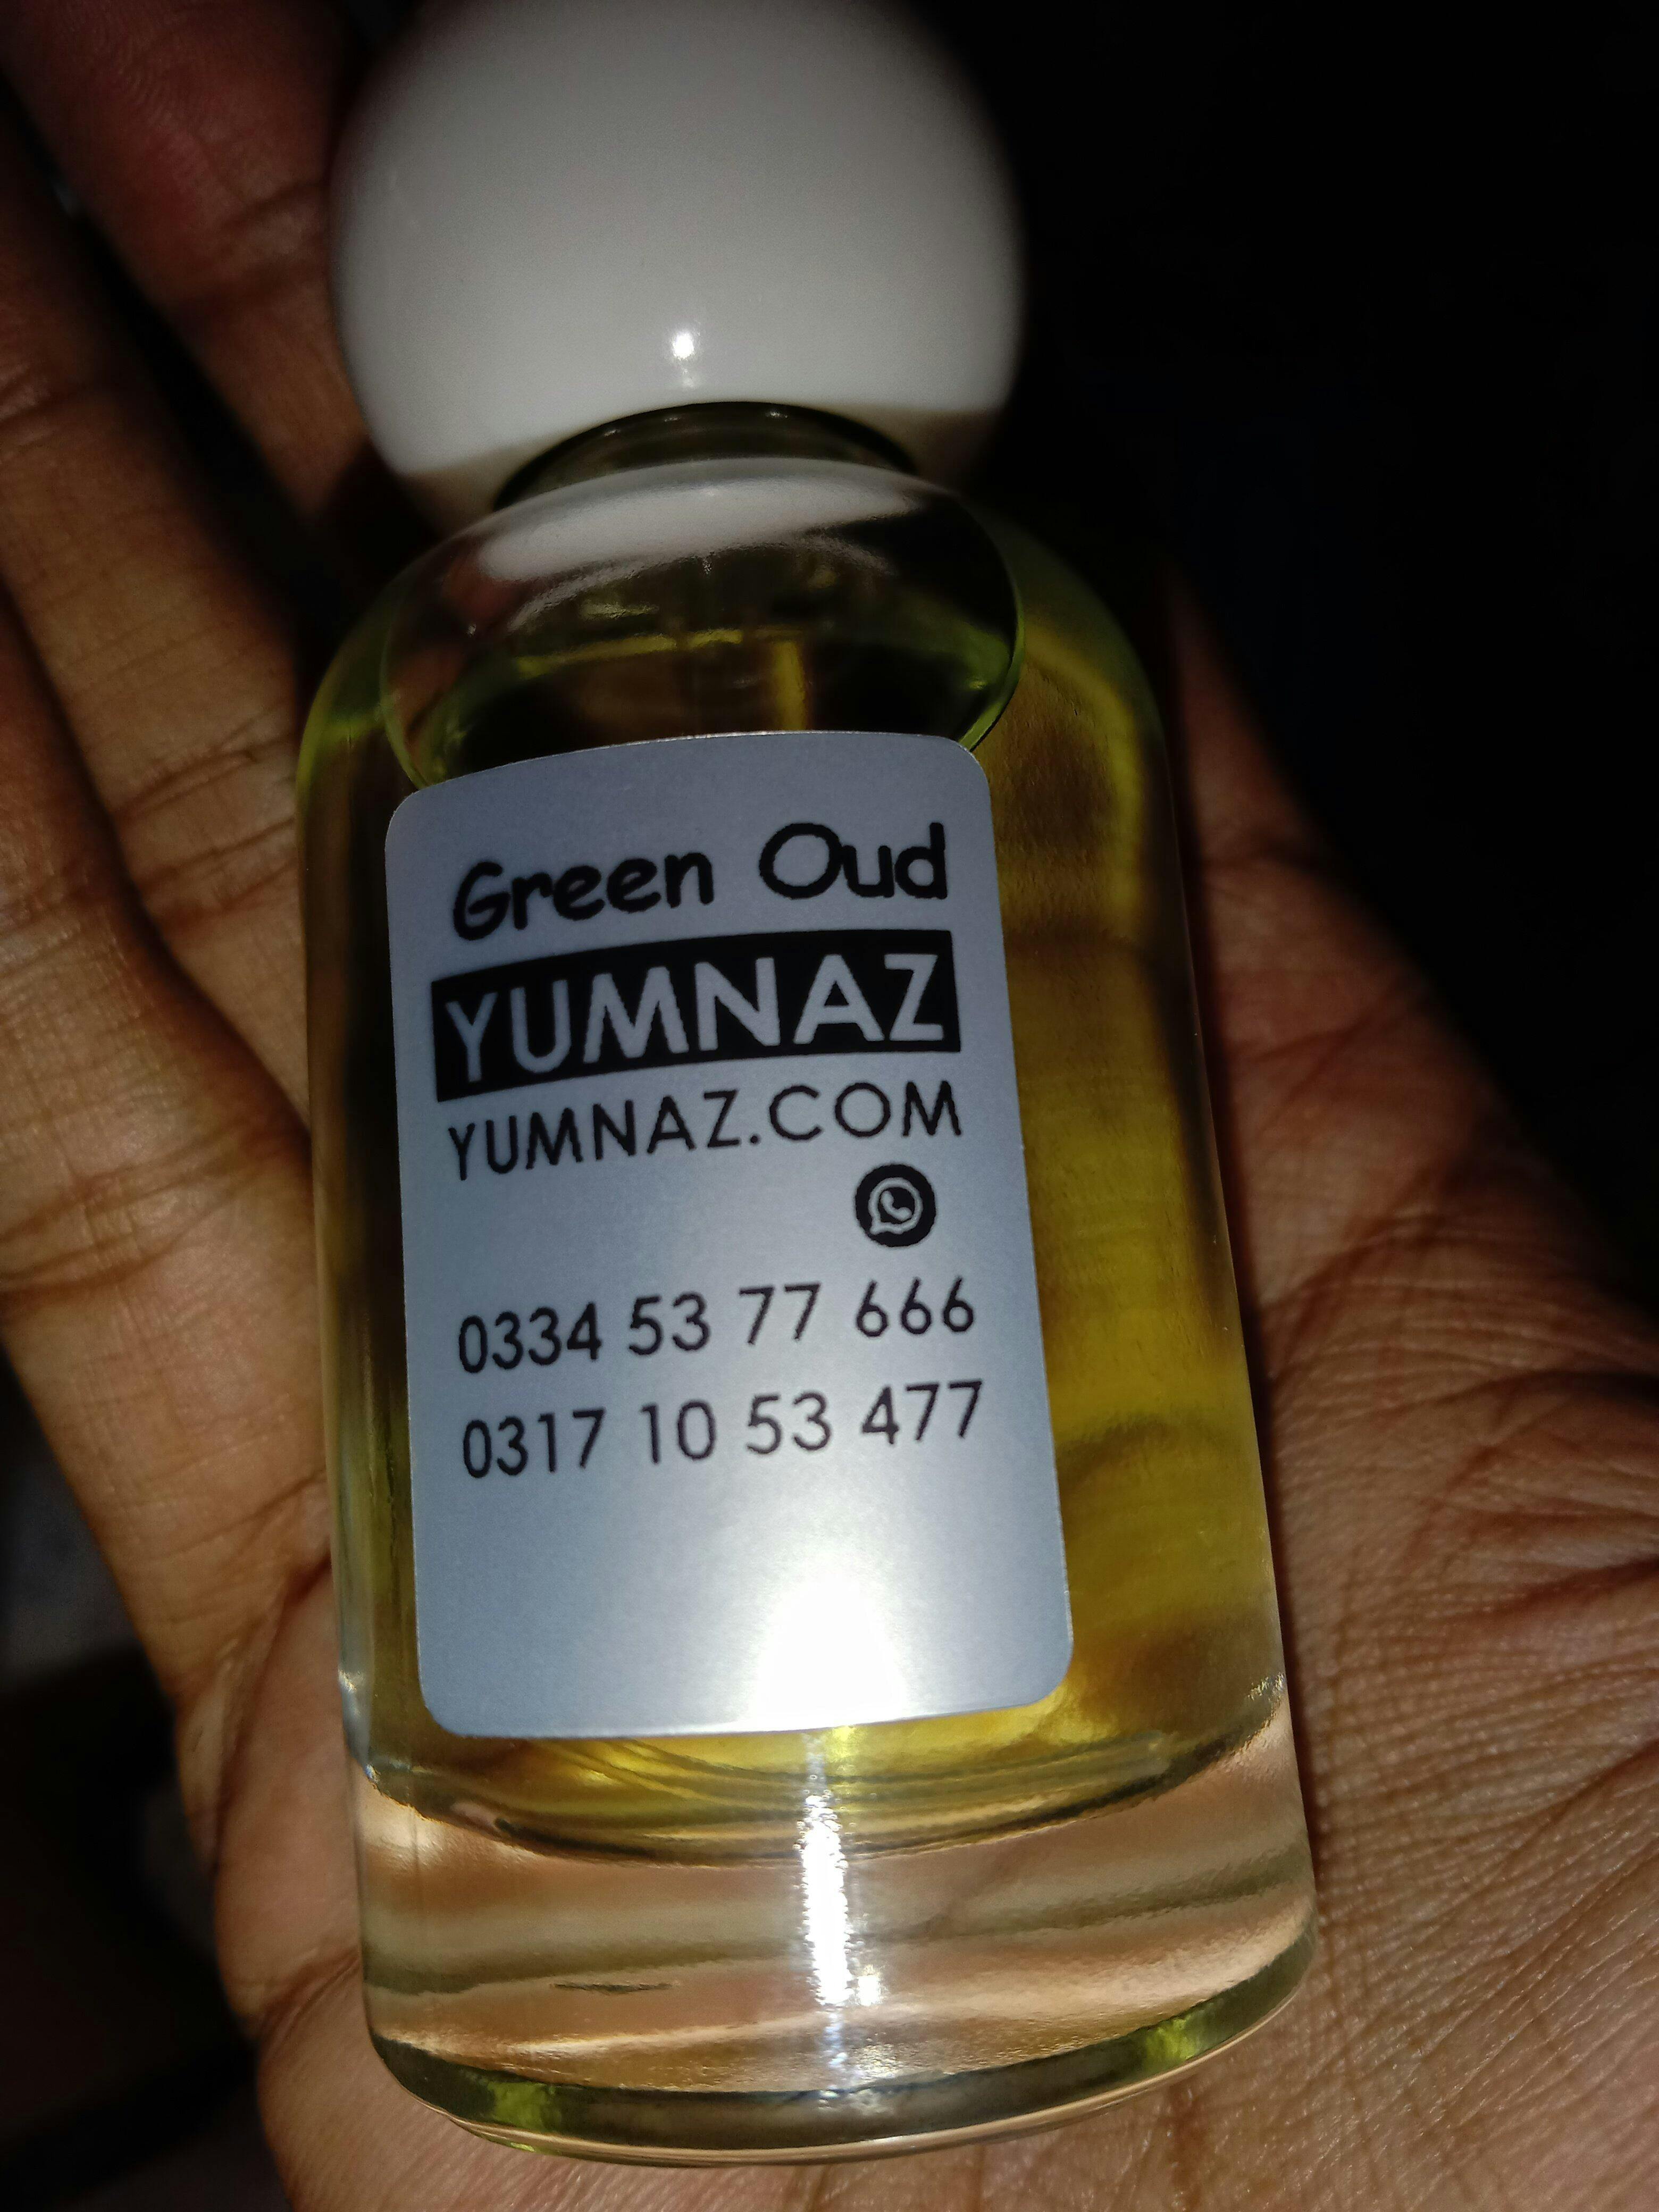 Green Oud
YUMNAZ
YUMNAZ.COM
0334 53 77 666
0317 10 53 477